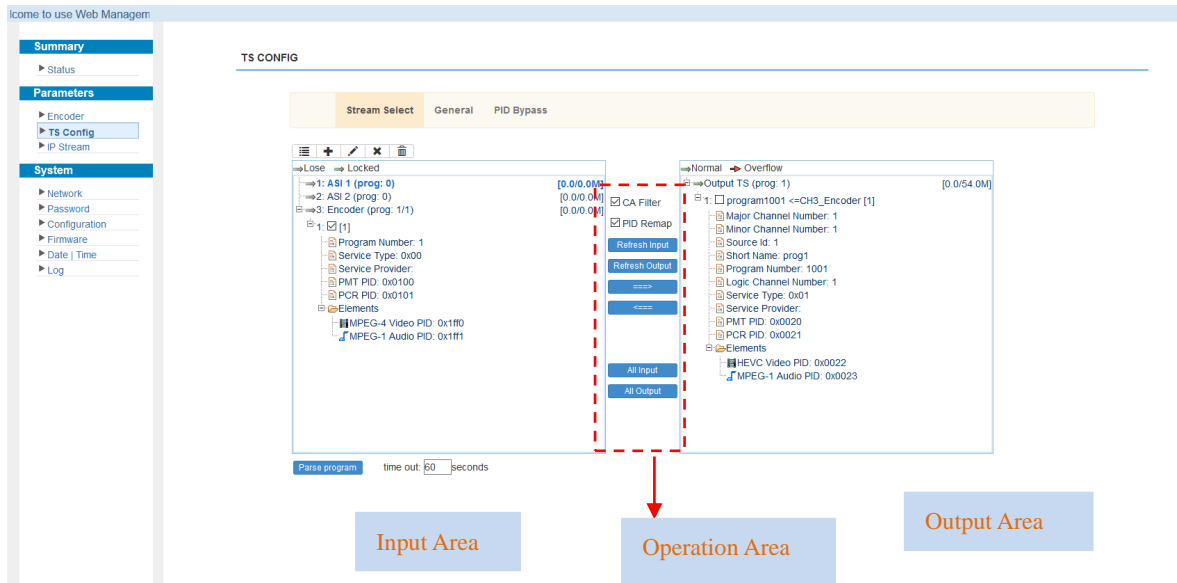 lcome to use Web Managem
Summary
Status
Parameters
Encoder
TS Config
IP Stream
System
Network
Password
Configuration
Firmware
Date | Time
Log
TS CONFIG
Stream Select General PID Bypass
Lose Locked
1: ASI 1 (prog: 0) [0.0/0.0M]
2: ASI 2 (prog: 0) [0.0/0.0M]
3: Encoder (prog: 1/1) [0.0/0.0M]
1: [1]
Program Number: 1
Service Type: 0x00
Service Provider:
PMT PID: 0x0100
PCR PID: 0x0101
Elements
MPEG-4 Video PID: 0x1ff0
MPEG-1 Audio PID: 0x1ff1
CA Filter
PID Remap
Refresh Input
Refresh Output
===>
<===
All Input
All Output
Normal Overflow
Output TS (prog: 1) [0.0/54.0M]
1: program1001 <=CH3_Encoder [1]
Major Channel Number: 1
Minor Channel Number: 1
Source Id: 1
Short Name: prog1
Program Number: 1001
Logic Channel Number: 1
Service Type: 0x01
Service Provider:
PMT PID: 0x0020
PCR PID: 0x0021
Elements
HEVC Video PID: 0x0022
MPEG-1 Audio PID: 0x0023
Parse program time out: 60 seconds
Input Area
Operation Area
Output Area